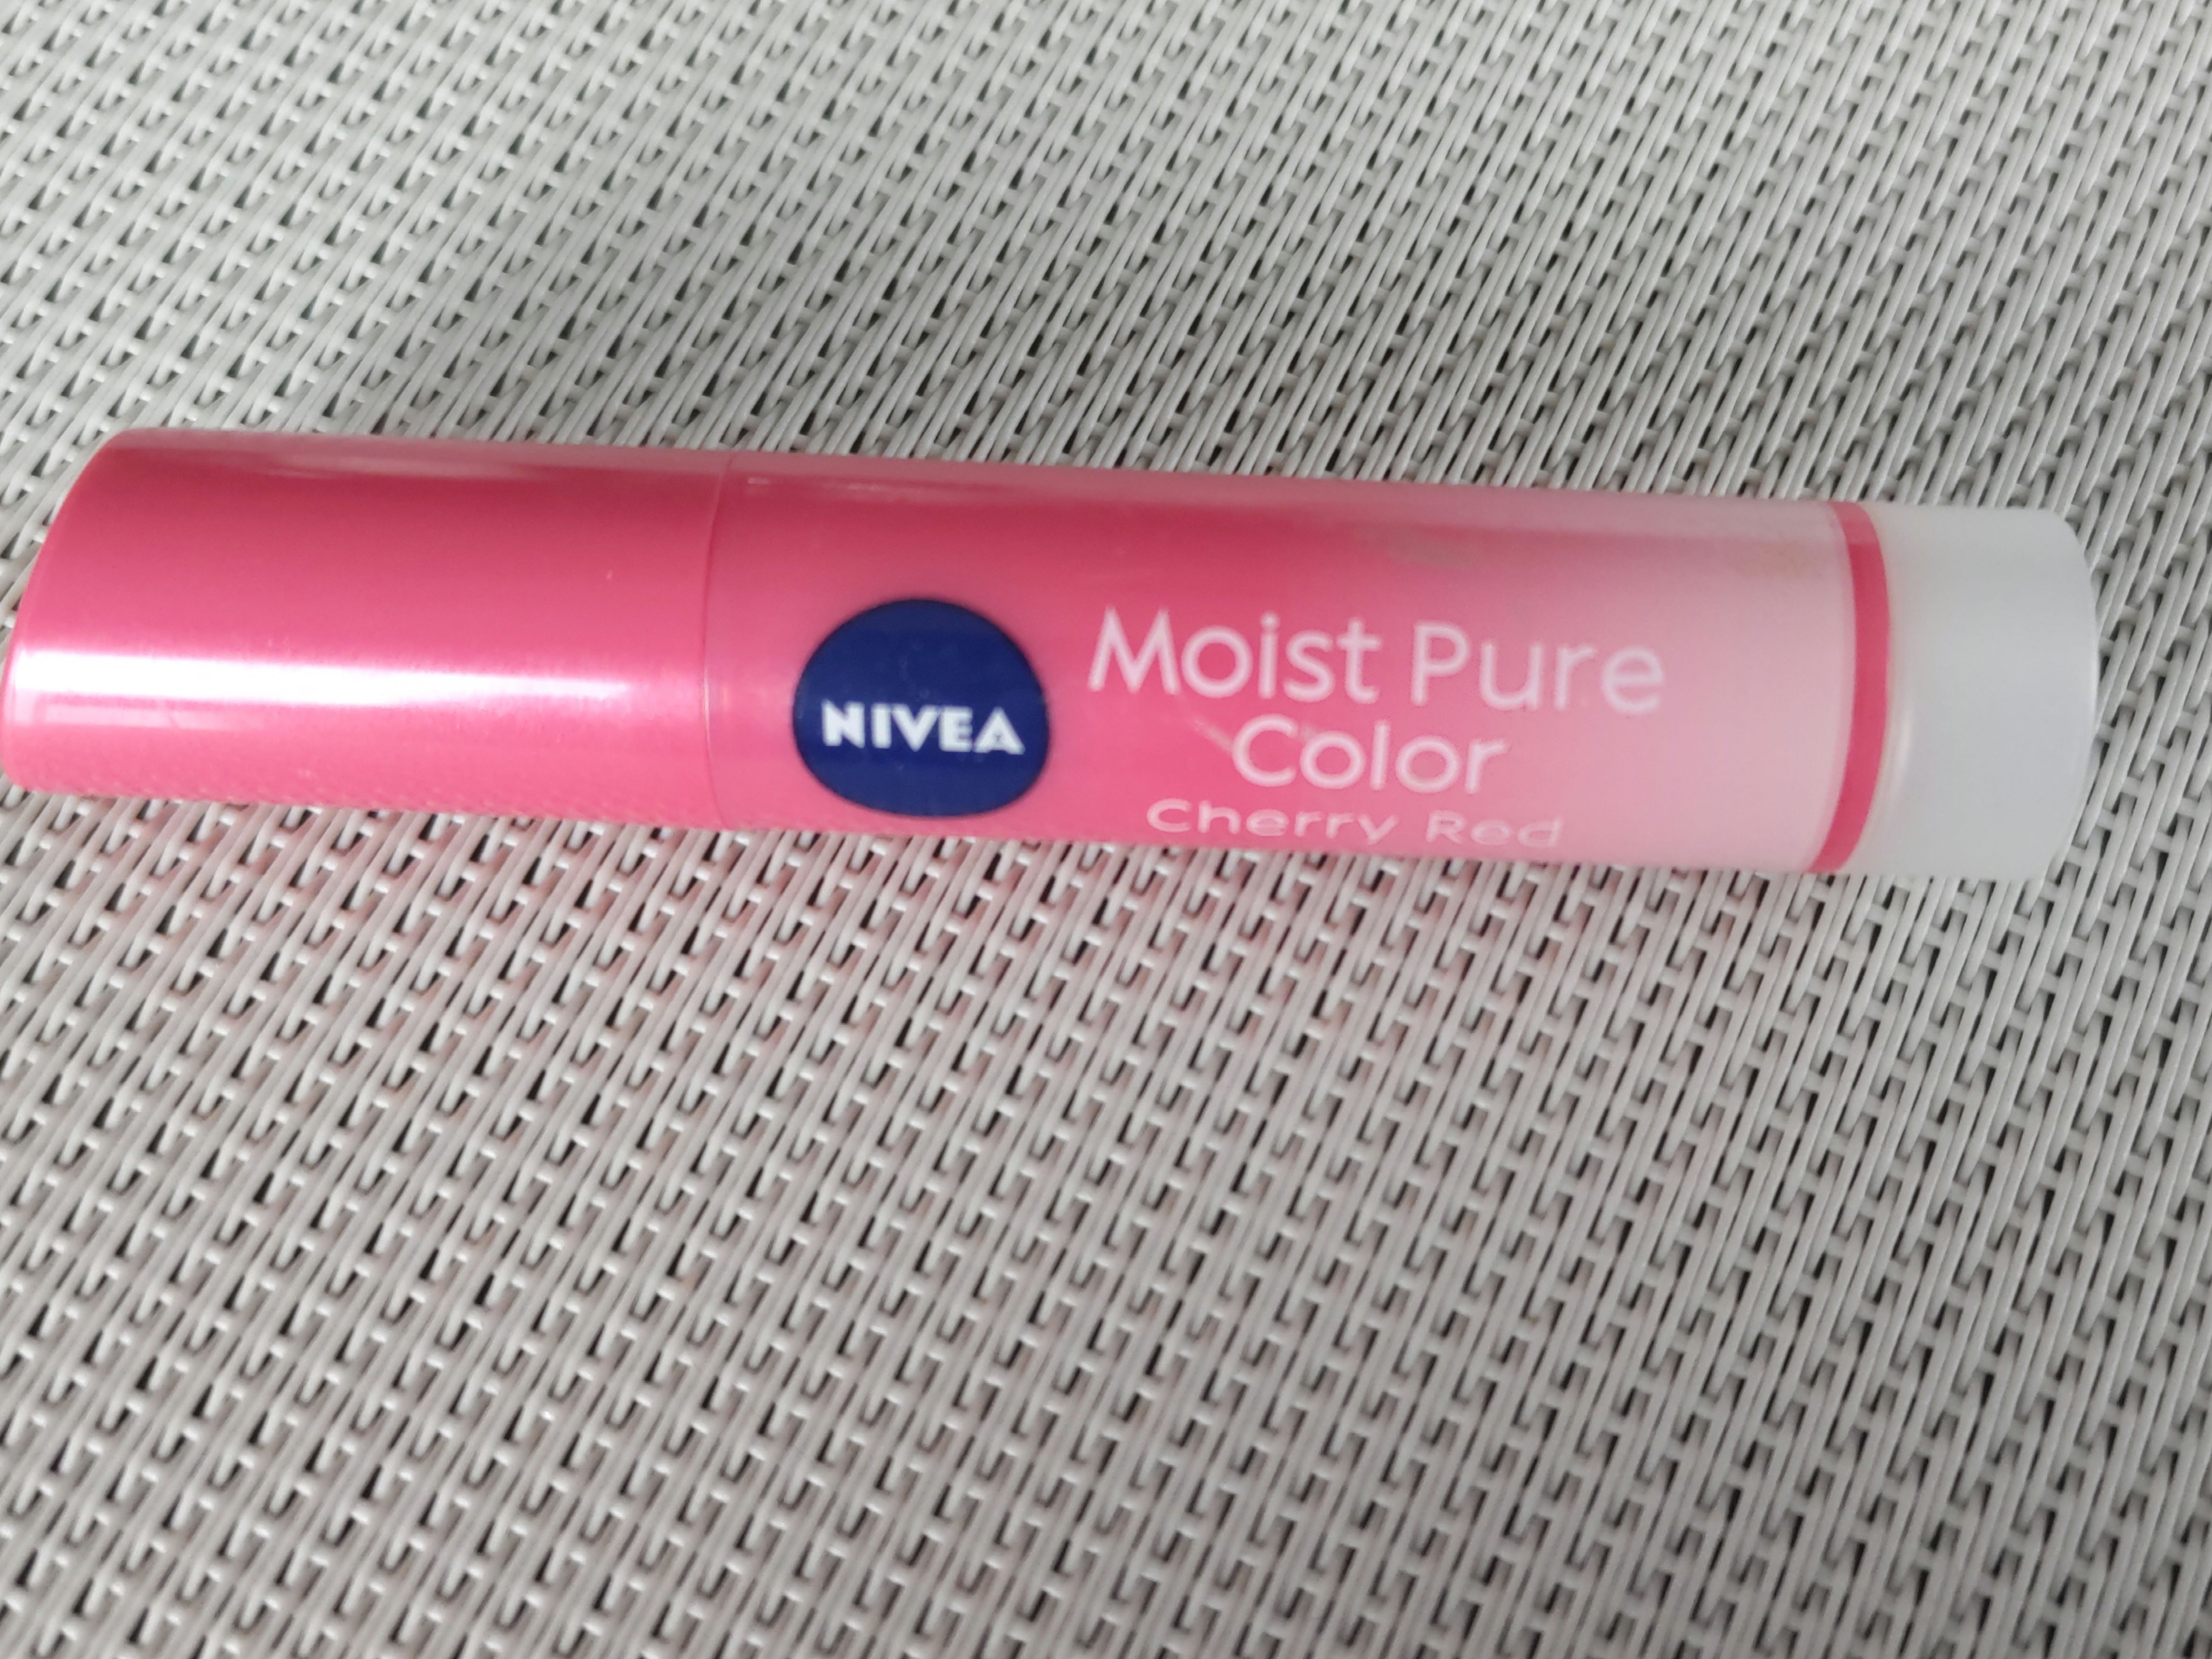 NIVEA
Moist Pure
Color
Cherry Red